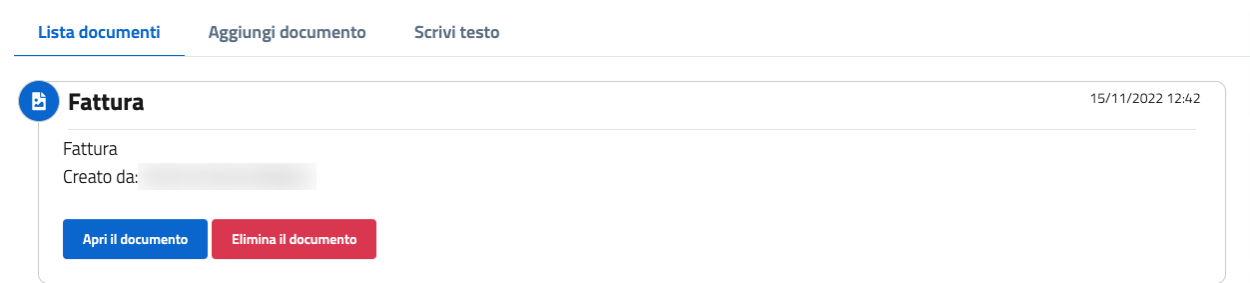 Lista documenti Aggiungi documento Scrivi testo
Fattura 15/11/2022 12:42
Fattura
Creato da:
Apri il documento Elimina il documento